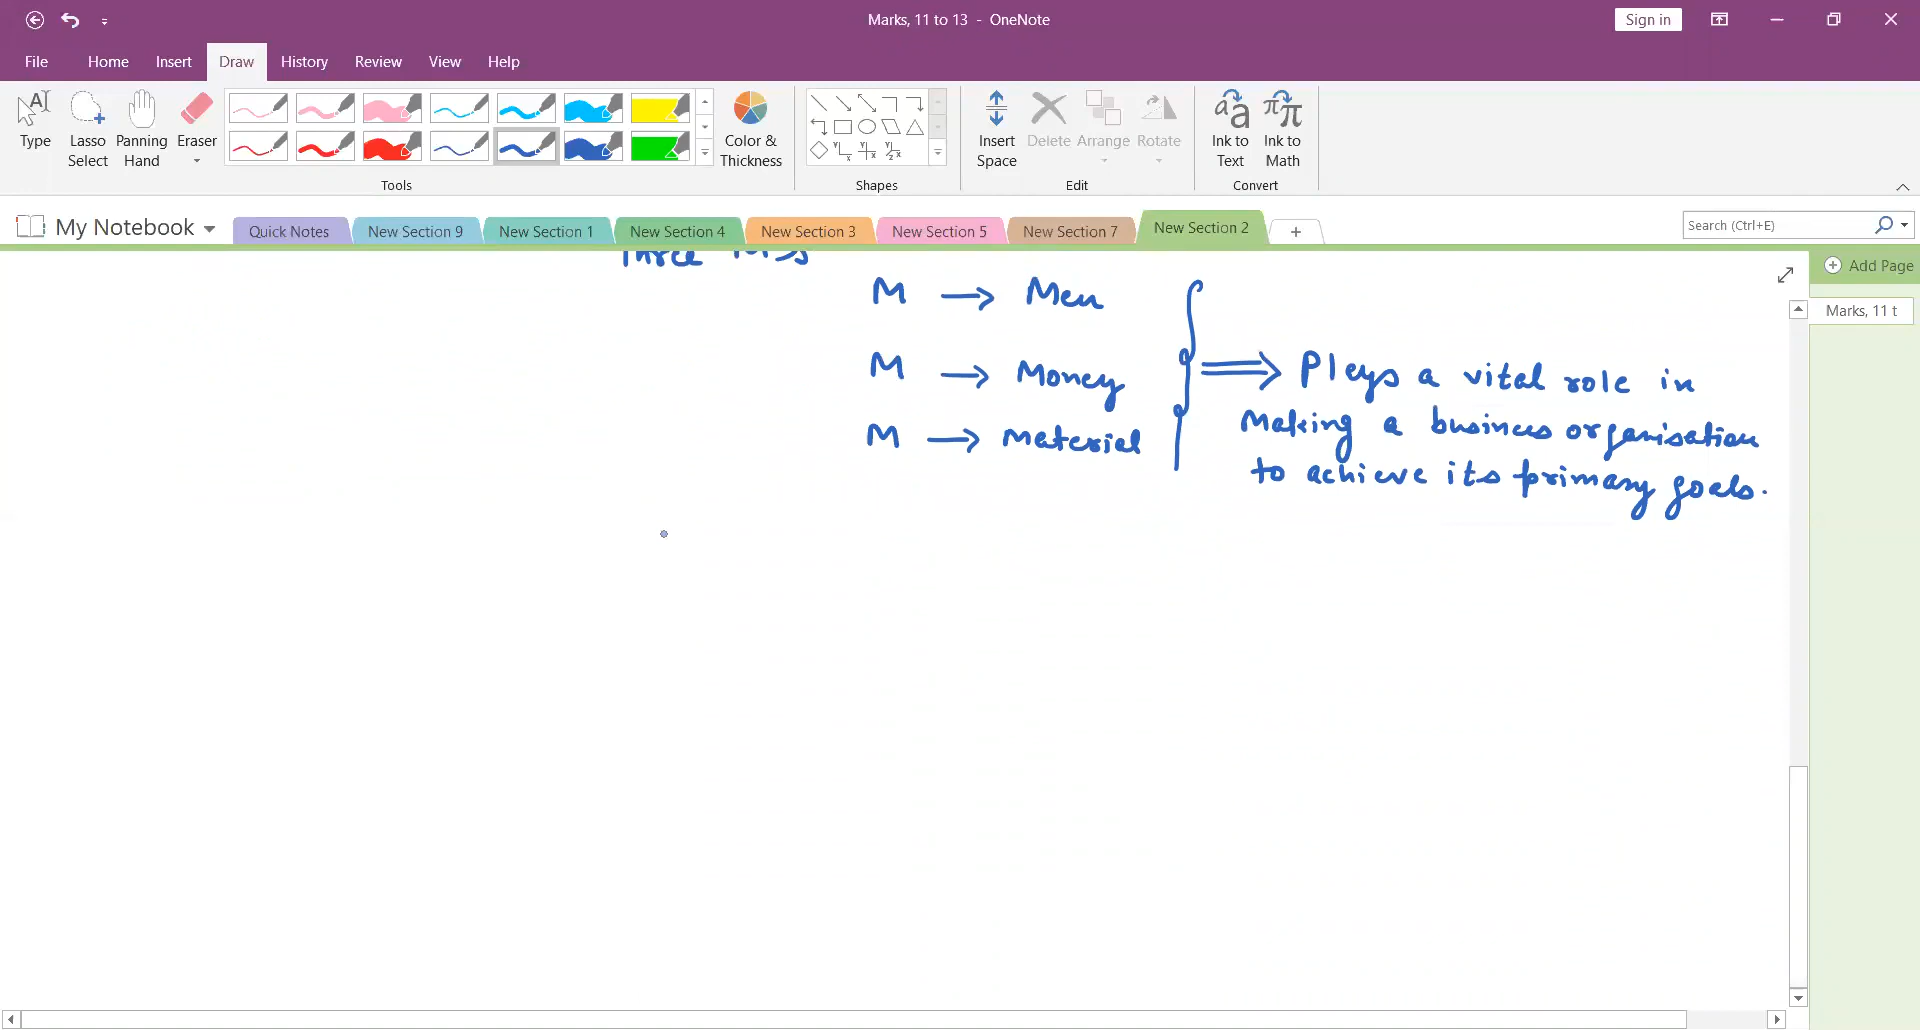 Marks, 11 to 13 - OneNote
Sign in
File Home Insert Draw History Review View Help
Type
Lasso Select
Panning Hand
Eraser
Color & Thickness
Insert Space
Delete
Arrange
Rotate
Ink to Text
Ink to Math
Tools
Shapes
Edit
Convert
My Notebook
Quick Notes
New Section 9
New Section 1
New Section 4
New Section 3
New Section 5
New Section 7
New Section 2
Search (Ctrl+E)
Add Page
Marks, 11 t
Three
M → Men
M → Money
M → Material
Plays a vital role in
Making a business organisation
to achieve its primary goals.